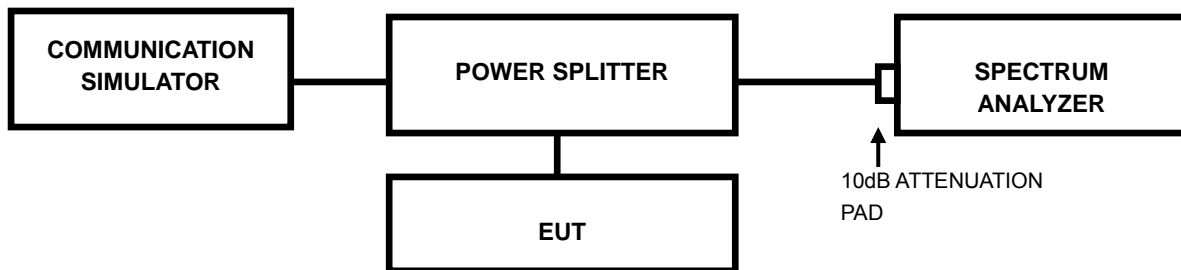 COMMUNICATION
SIMULATOR
POWER SPLITTER
SPECTRUM
ANALYZER
10dB ATTENUATION
PAD
EUT